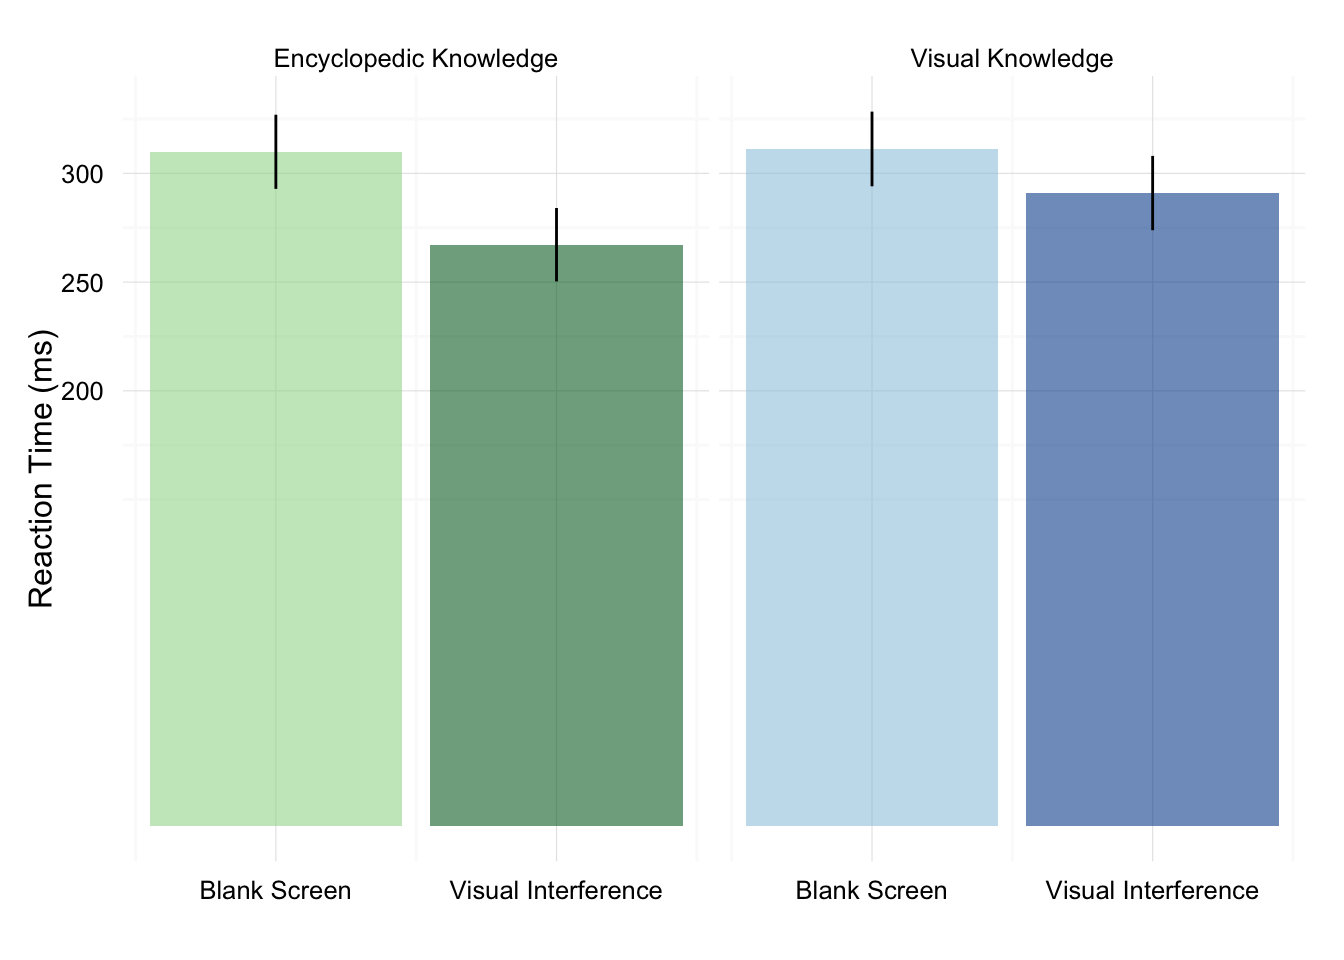 Encyclopedic Knowledge
Visual Knowledge
300
250
200
Reaction Time (ms)
Blank Screen
Visual Interference
Blank Screen
Visual Interference